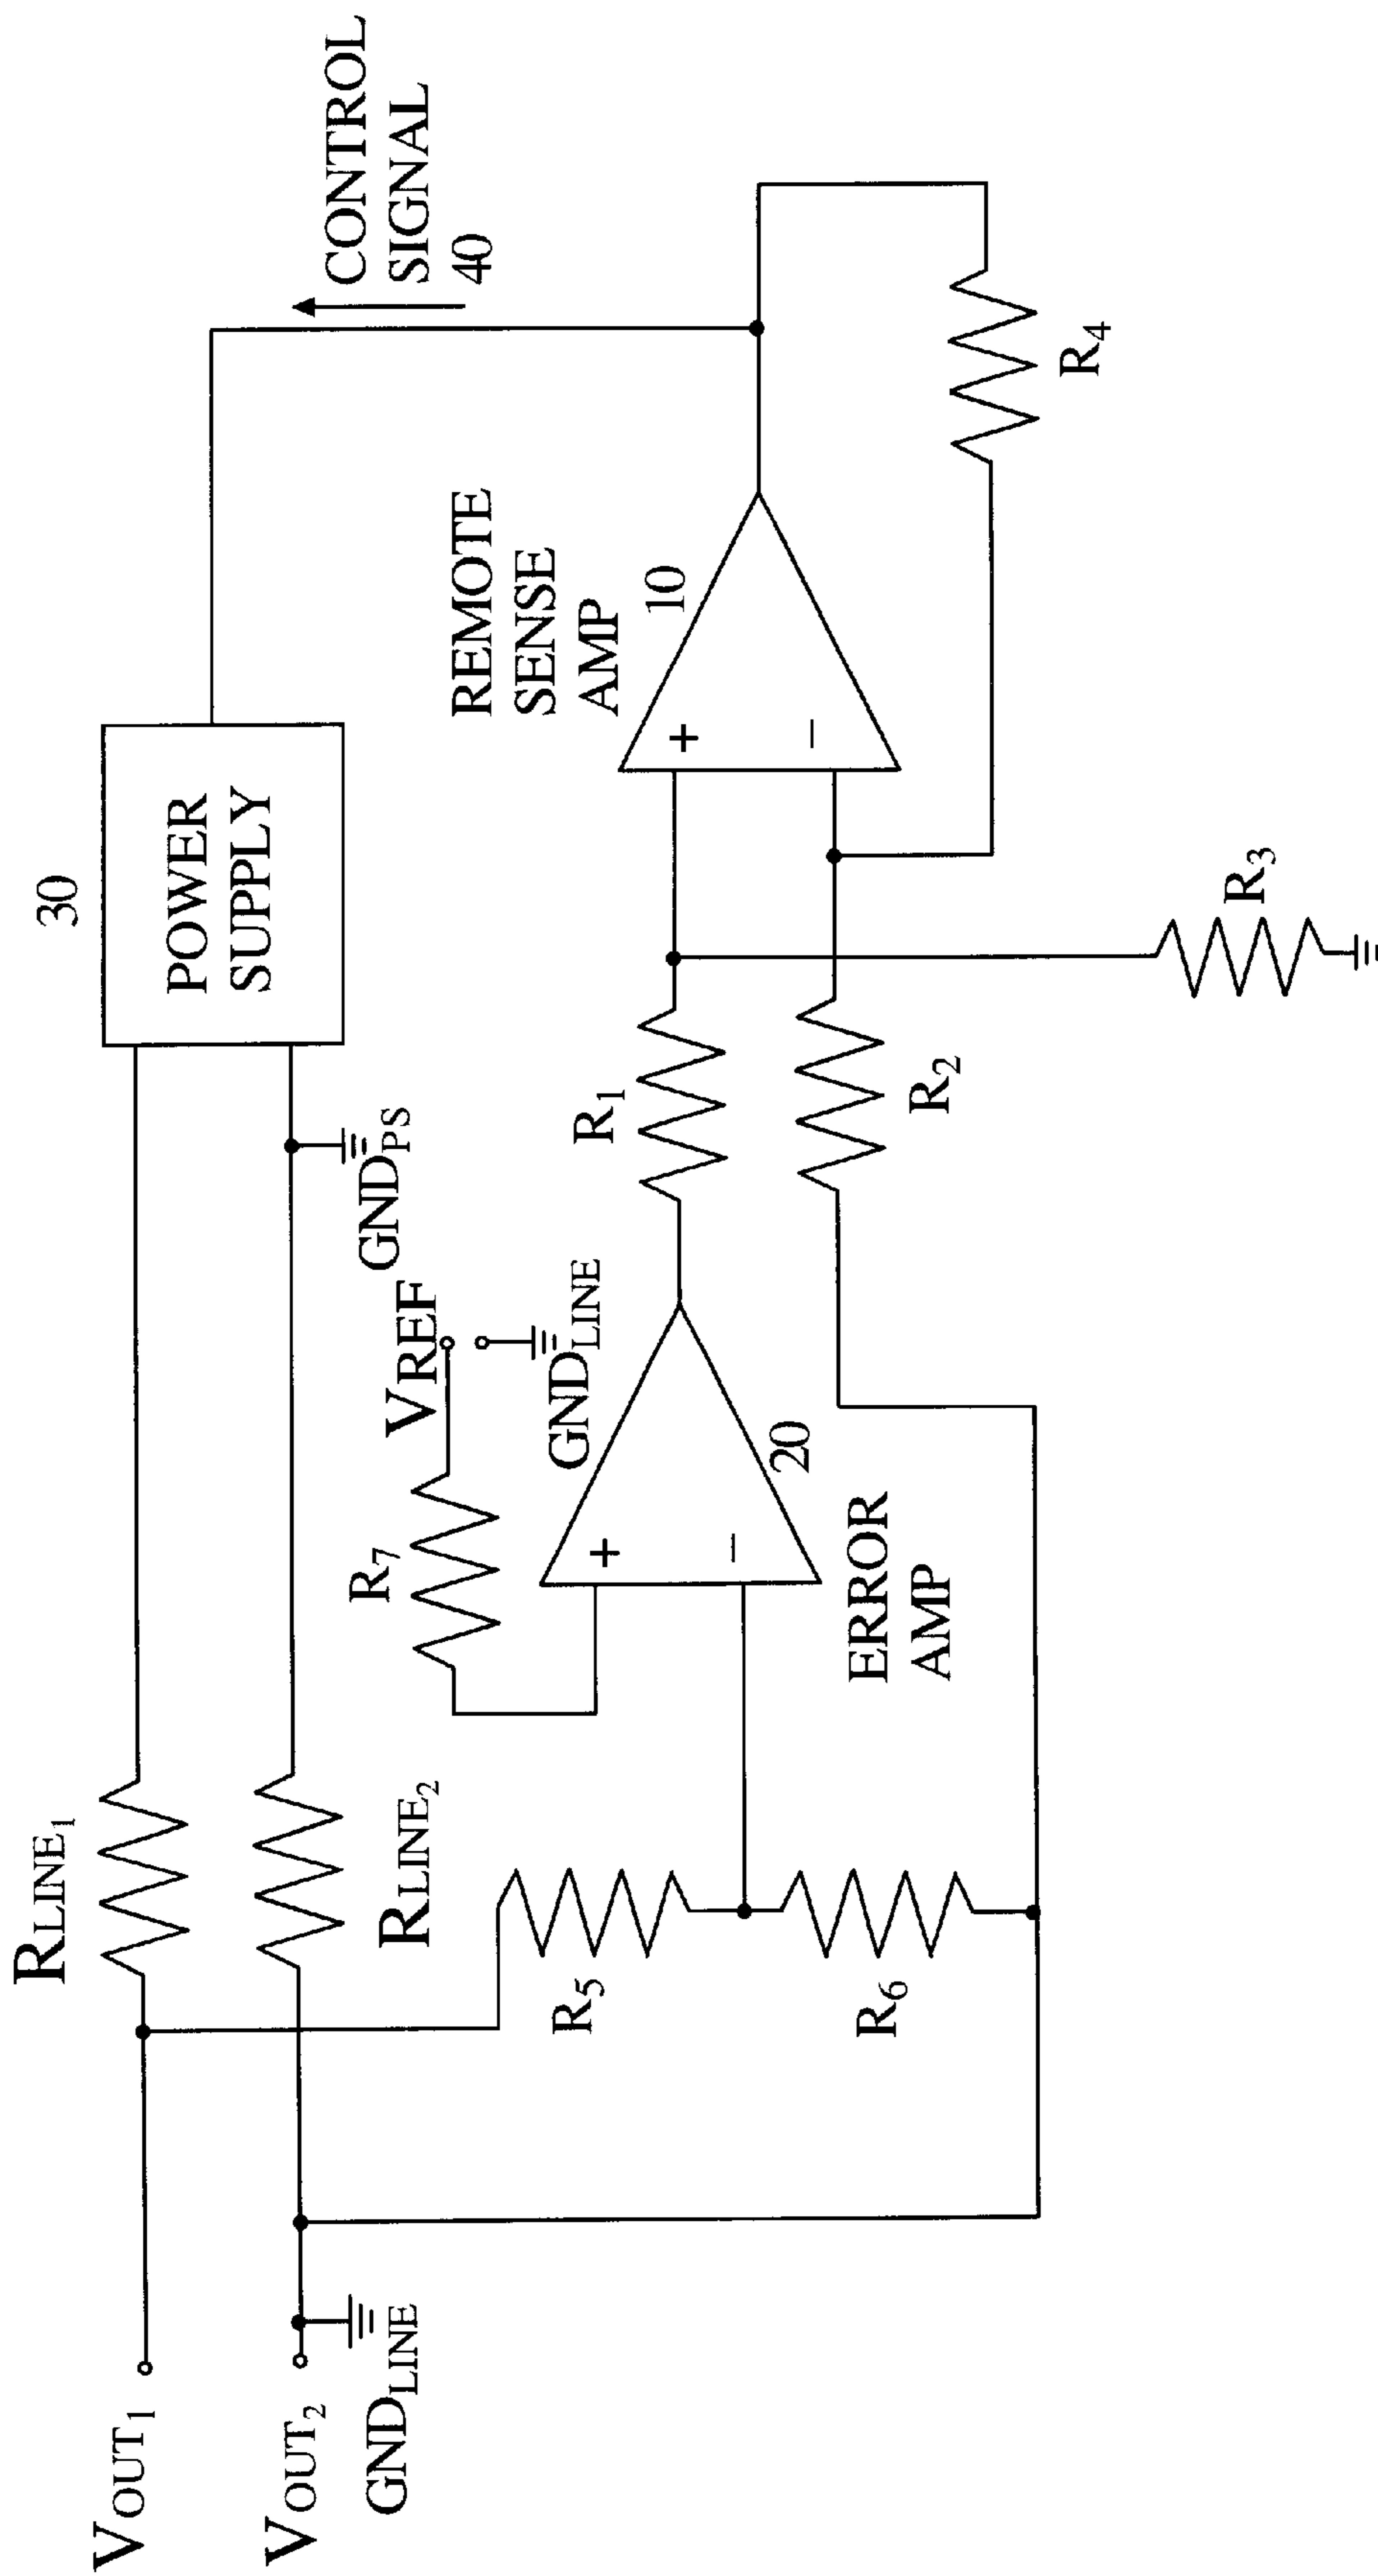 30
POWER
SUPPLY
CONTROL
SIGNAL
40
RLINE1
RLINE2
GNDPS
VOUT1
VOUT2
GNDLINE
R7
VREF
GNDLINE
REMOTE
SENSE
AMP
10
+
−
R5
R6
+
−
20
ERROR
AMP
R1
R2
R3
R4